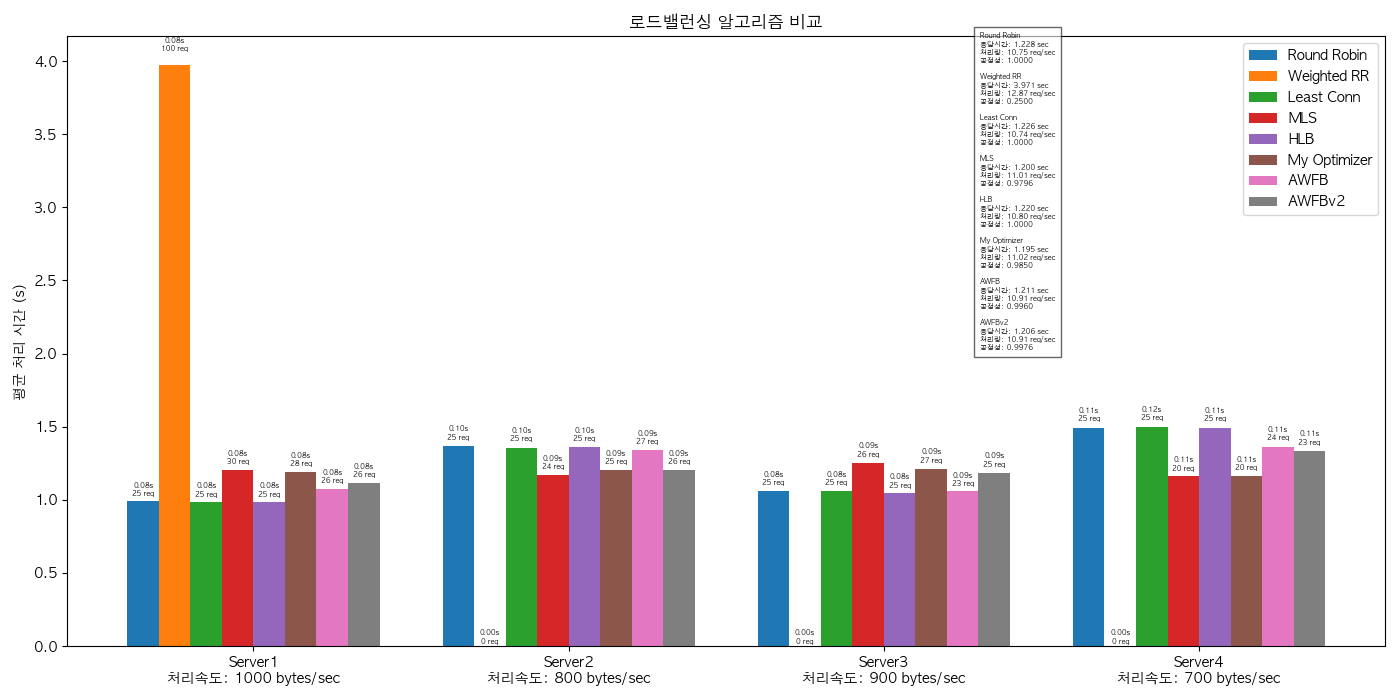 로드밸런싱 알고리즘 비교
평균 처리 시간 (s)
4.0
3.5
3.0
2.5
2.0
1.5
1.0
0.5
0.0
0.08s
100 req
0.08s
25 req
0.08s
25 req
0.08s
30 req
0.08s
25 req
0.08s
28 req
0.08s
26 req
0.08s
26 req
0.10s
25 req
0.00s
0 req
0.10s
25 req
0.09s
24 req
0.10s
25 req
0.09s
25 req
0.09s
27 req
0.09s
26 req
0.08s
25 req
0.00s
0 req
0.08s
25 req
0.09s
26 req
0.08s
25 req
0.09s
27 req
0.09s
23 req
0.09s
25 req
0.11s
25 req
0.00s
0 req
0.12s
25 req
0.11s
20 req
0.11s
25 req
0.11s
20 req
0.11s
24 req
0.11s
23 req
Round Robin
응답시간: 1.228 sec
처리량: 10.75 req/sec
공정성: 1.0000
Weighted RR
응답시간: 3.971 sec
처리량: 12.87 req/sec
공정성: 0.2500
Least Conn
응답시간: 1.226 sec
처리량: 10.74 req/sec
공정성: 1.0000
MLS
응답시간: 1.200 sec
처리량: 11.01 req/sec
공정성: 0.9796
HLB
응답시간: 1.220 sec
처리량: 10.80 req/sec
공정성: 1.0000
My Optimizer
응답시간: 1.195 sec
처리량: 11.02 req/sec
공정성: 0.9850
AWFB
응답시간: 1.211 sec
처리량: 10.91 req/sec
공정성: 0.9960
AWFBv2
응답시간: 1.206 sec
처리량: 10.91 req/sec
공정성: 0.9976
Round Robin
Weighted RR
Least Conn
MLS
HLB
My Optimizer
AWFB
AWFBv2
Server1
처리속도: 1000 bytes/sec
Server2
처리속도: 800 bytes/sec
Server3
처리속도: 900 bytes/sec
Server4
처리속도: 700 bytes/sec